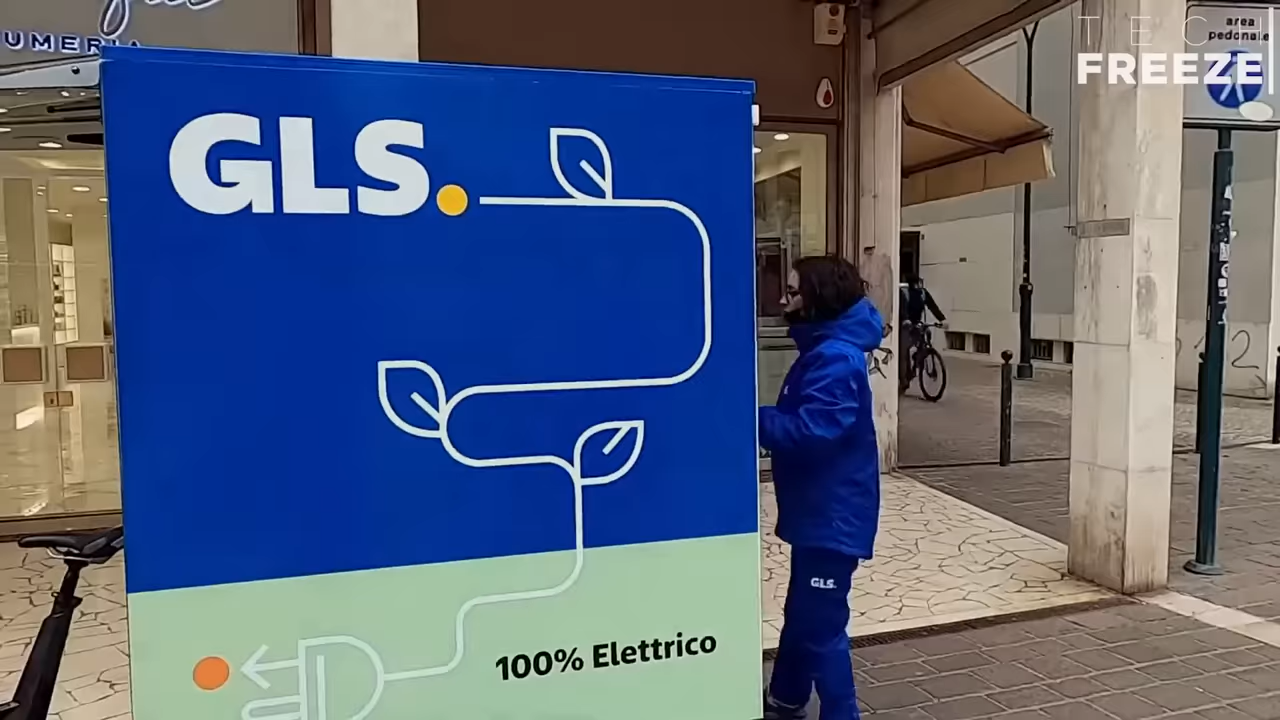 UMERIA
TECH
FREEZE
area
pedonale
GLS.
GLS.
100% Elettrico